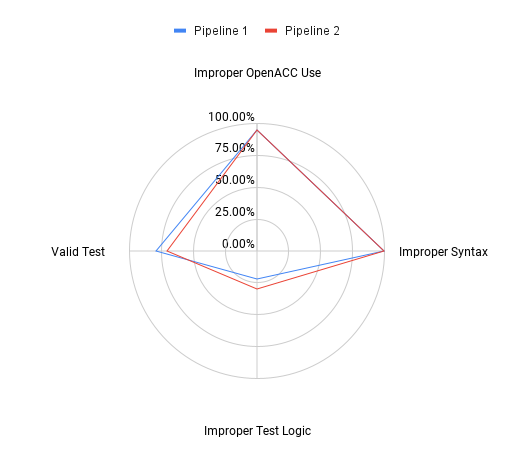 Pipeline 1 Pipeline 2
Improper OpenACC Use
100.00%
75.00%
50.00%
25.00%
0.00%
Valid Test Improper Syntax
Improper Test Logic